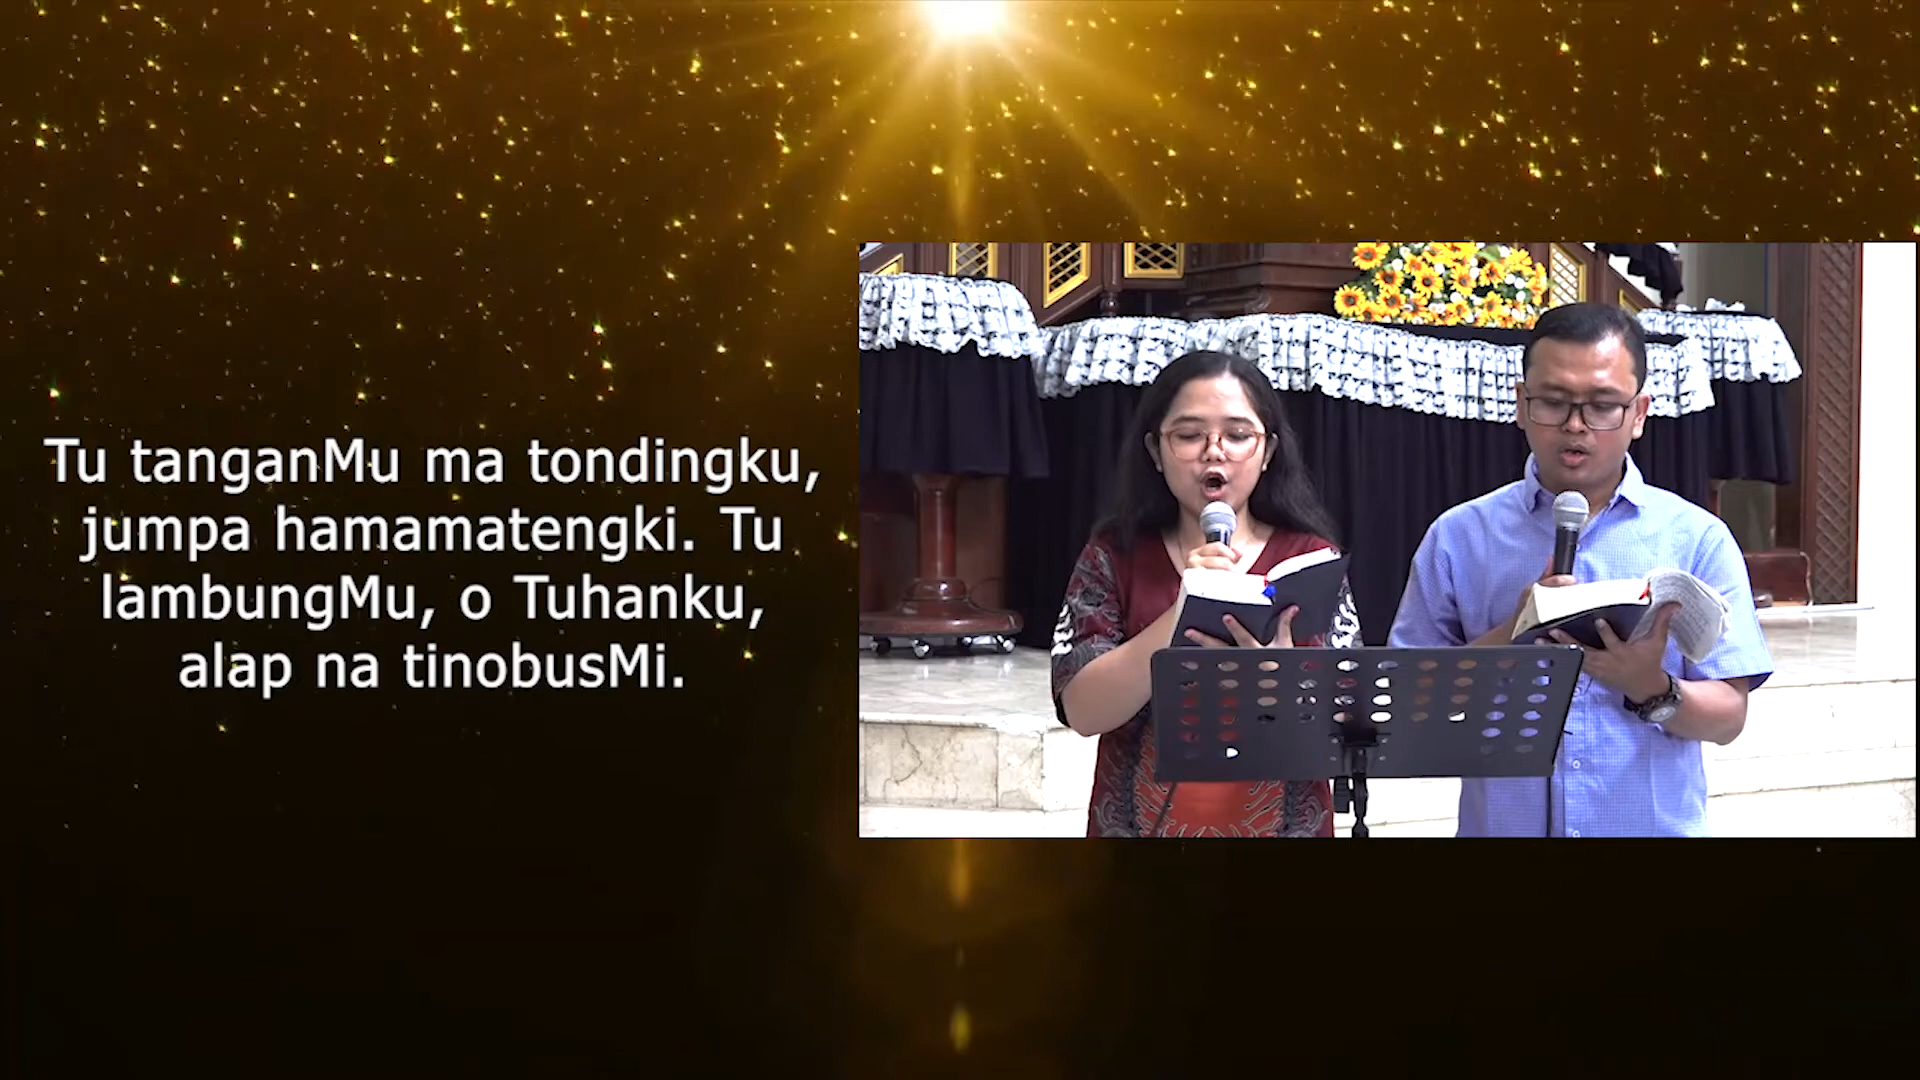 Tu tanganMu ma tondingku,
jumpa hamamatengki. Tu
lambungMu, o Tuhanku,
alap na tinobusMi.